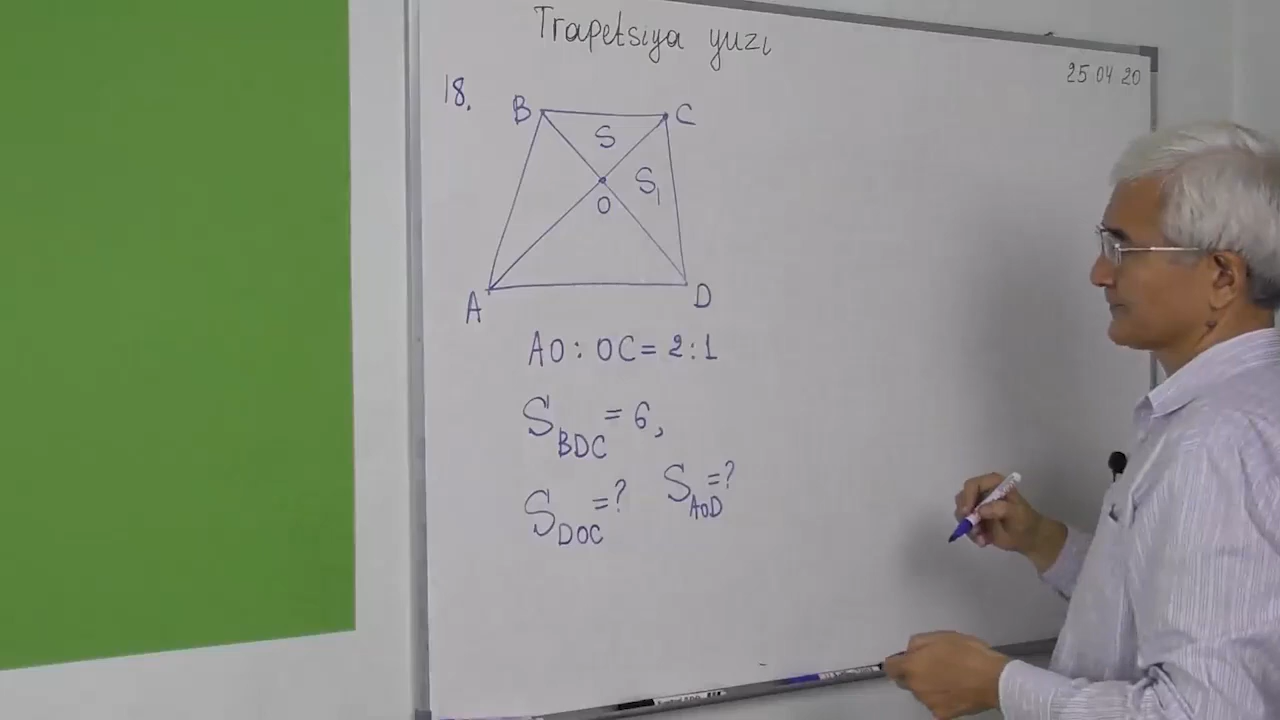 Trapetsiya yuzi
25 04 20
18.
B C
S
S₁
O
A D
AO : OC = 2 : 1
S_BDC = 6,
S_DOC = ? S_AOD = ?